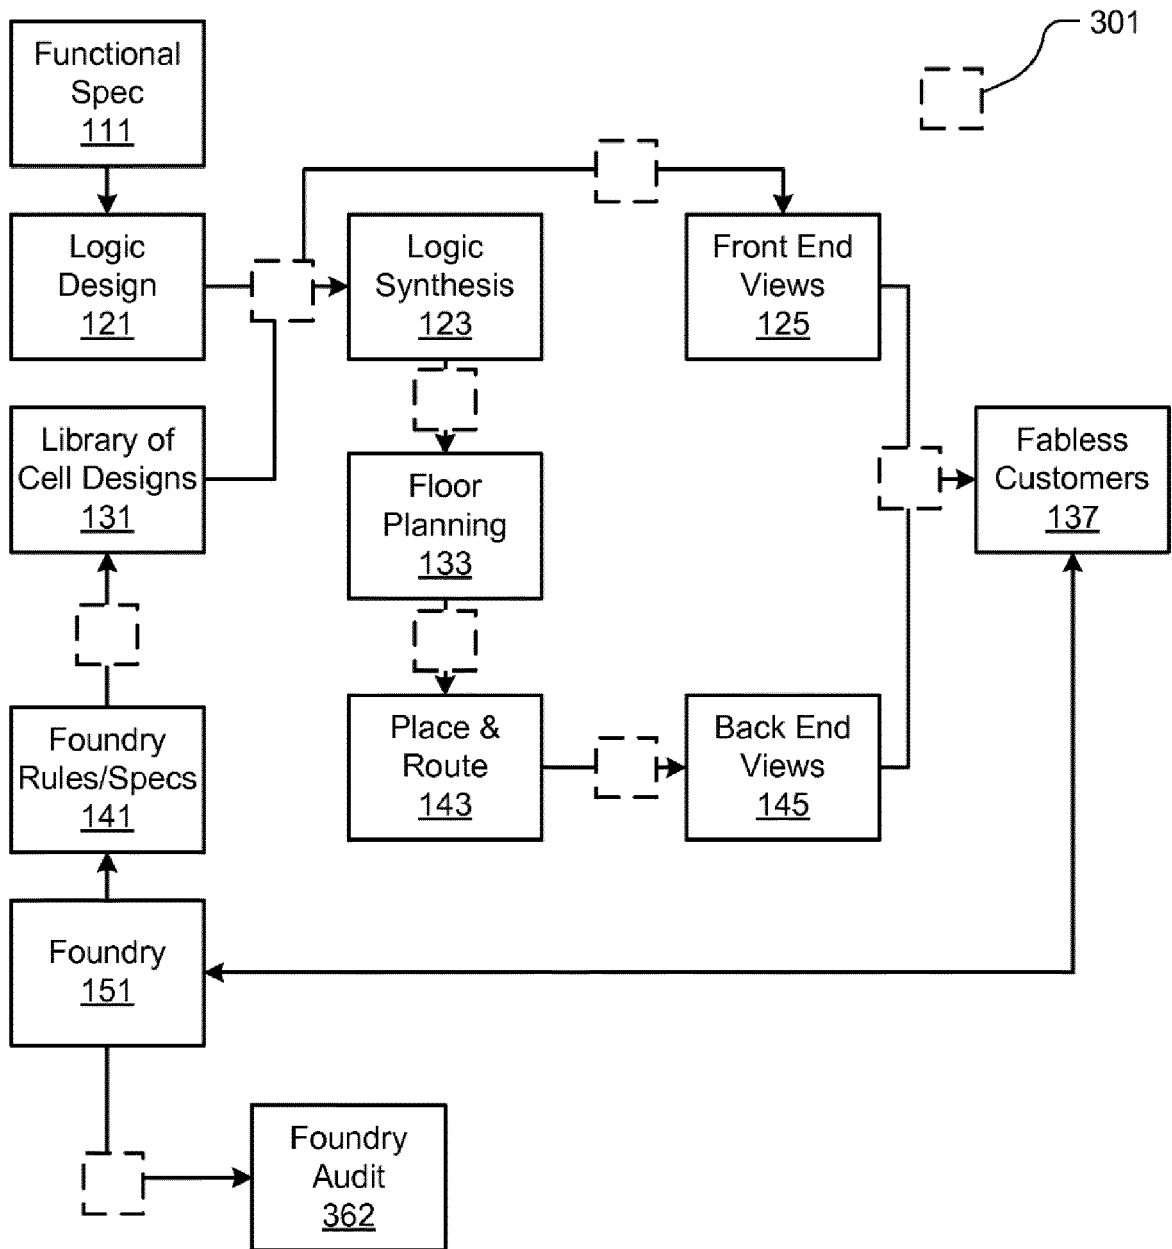 301
Functional
Spec
111
Logic
Design
121
Logic
Synthesis
123
Front End
Views
125
Library of
Cell Designs
131
Floor
Planning
133
Fabless
Customers
137
Foundry
Rules/Specs
141
Place &
Route
143
Back End
Views
145
Foundry
151
Foundry
Audit
362